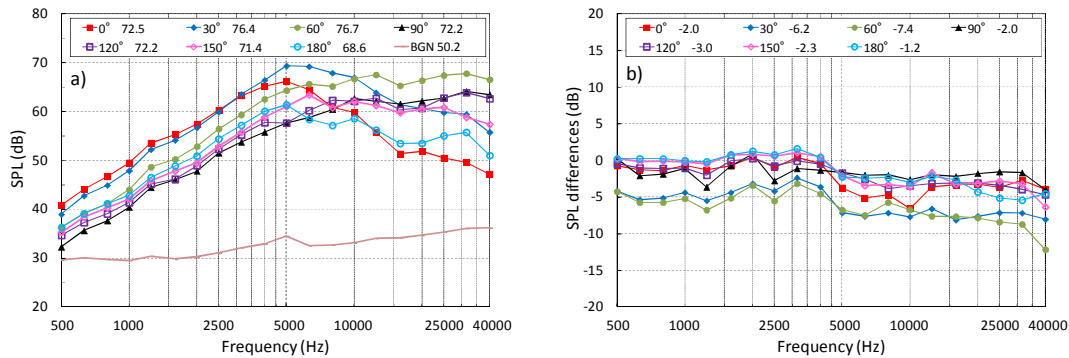 0° 72.5 30° 76.4 60° 76.7 90° 72.2
120° 72.2 150° 71.4 180° 68.6 BGN 50.2
a)
80
70
60
50
40
30
20
SPL (dB)
500 1000 2500 5000 10000 25000 40000
Frequency (Hz)
0° -2.0 30° -6.2 60° -7.4 90° -2.0
120° -3.0 150° -2.3 180° -1.2
b)
20
15
10
5
0
-5
-10
-15
-20
SPL differences (dB)
500 1000 2500 5000 10000 25000 40000
Frequency (Hz)